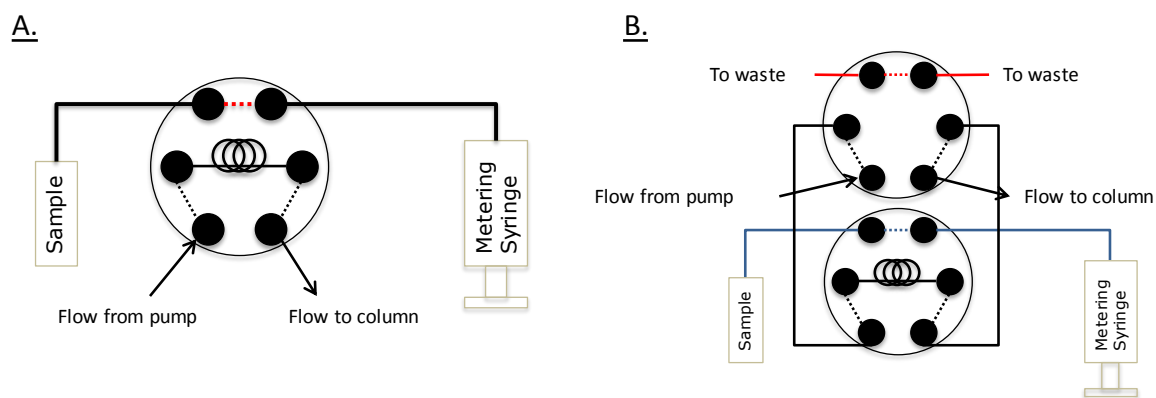 A.
Sample
Metering
Syringe
Flow from pump
Flow to column
B.
To waste
To waste
Flow from pump
Flow to column
Sample
Metering
Syringe